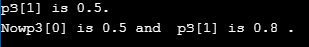 p3[1] is 0.5.
Nowp3[0] is 0.5 and  p3[1] is 0.8 .